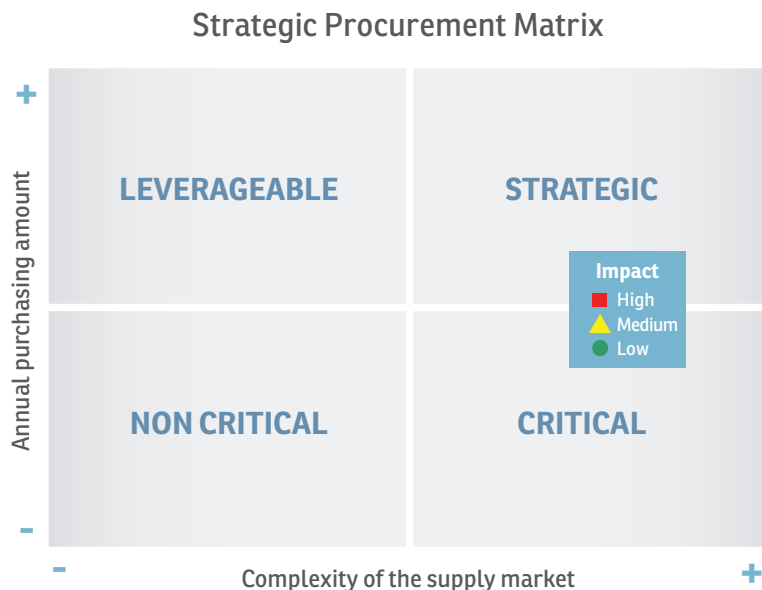 Strategic Procurement Matrix
+
Annual purchasing amount
-
LEVERAGEABLE
STRATEGIC
Impact
High
Medium
Low
NON CRITICAL
CRITICAL
-
Complexity of the supply market
+